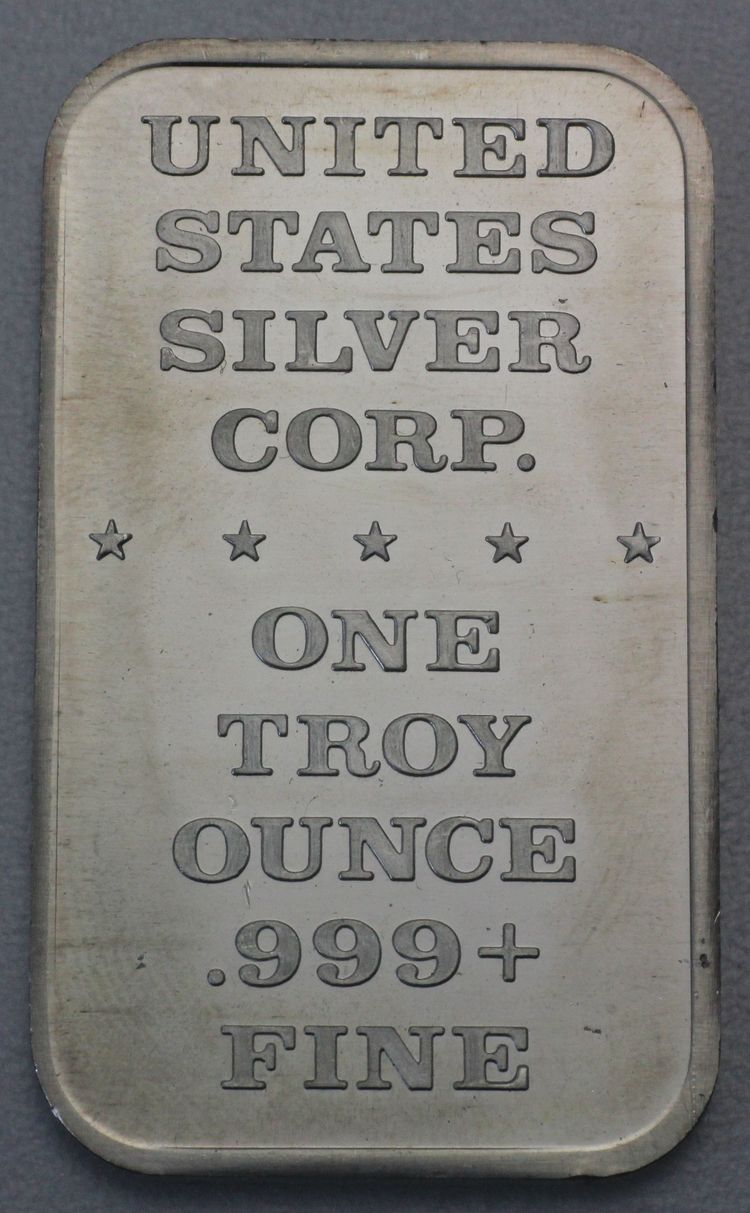 UNITED
STATES
SILVER
CORP.
ONE
TROY
OUNCE
.999+
FINE